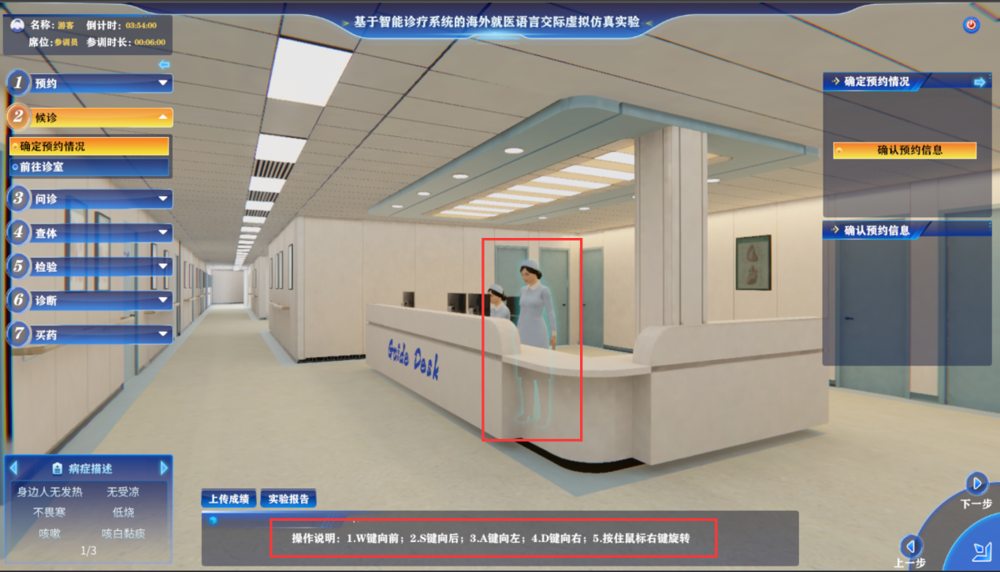 基于智能诊疗系统的海外就医语言交际虚拟仿真实验
名称：游客 倒计时：03:54:00
席位:参训员 参训时长：00:06:00
1 预约
2 候诊
确定预约情况
前往诊室
3 问诊
4 查体
5 检验
6 诊断
7 买药
确定预约情况
确认预约信息
确认预约信息
Guide Desk
病症描述
身边人无发热 无受凉
不畏寒 低烧
咳嗽 咳白黏痰
1/3
上传成绩 实验报告
操作说明：1.W键向前；2.S键向后；3.A键向左；4.D键向右；5.按住鼠标右键旋转
下一步
上一步